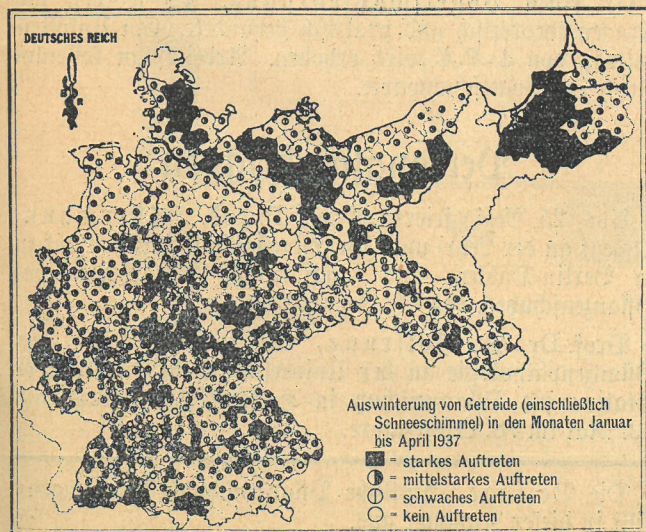 DEUTSCHES REICH
Auswinterung von Getreide (einschließlich
Schneeschimmel) in den Monaten Januar
bis April 1937
= starkes Auftreten
= mittelstarkes Auftreten
= schwaches Auftreten
= kein Auftreten